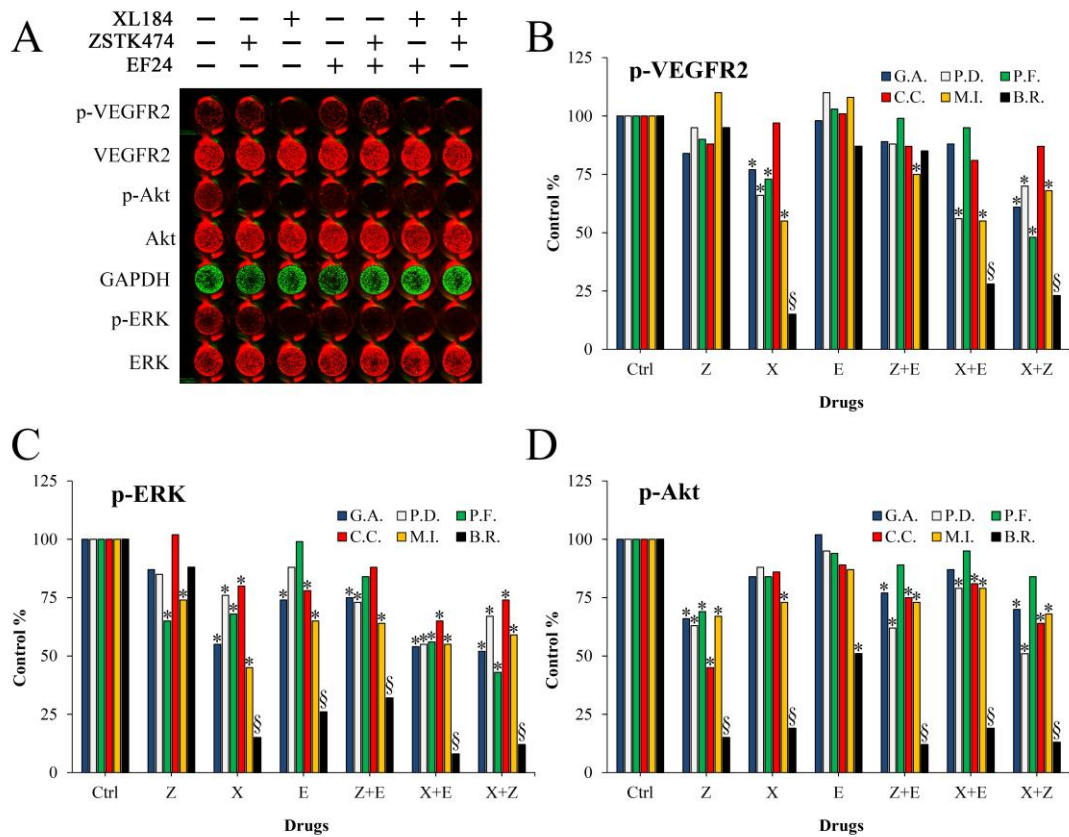 A
XL184 − − + − − + +
ZSTK474 − + − − + − +
EF24 − − − + + + −
p-VEGFR2
VEGFR2
p-Akt
Akt
GAPDH
p-ERK
ERK
B
p-VEGFR2
G.A. P.D. P.F.
C.C. M.I. B.R.
Control %
125
100
75
50
25
0
* * * * §
*
* * §
* * * * §
Ctrl Z X E Z+E X+E X+Z
Drugs
C
p-ERK
G.A. P.D. P.F.
C.C. M.I. B.R.
Control %
125
100
75
50
25
0
* *
* * * * * §
* * * §
* * * §
* * * * * §
* * * * * §
Ctrl Z X E Z+E X+E X+Z
Drugs
D
p-Akt
G.A. P.D. P.F.
C.C. M.I. B.R.
Control %
125
100
75
50
25
0
* * * * * §
* §
*
* * * * §
* * * §
* * * * §
Ctrl Z X E Z+E X+E X+Z
Drugs